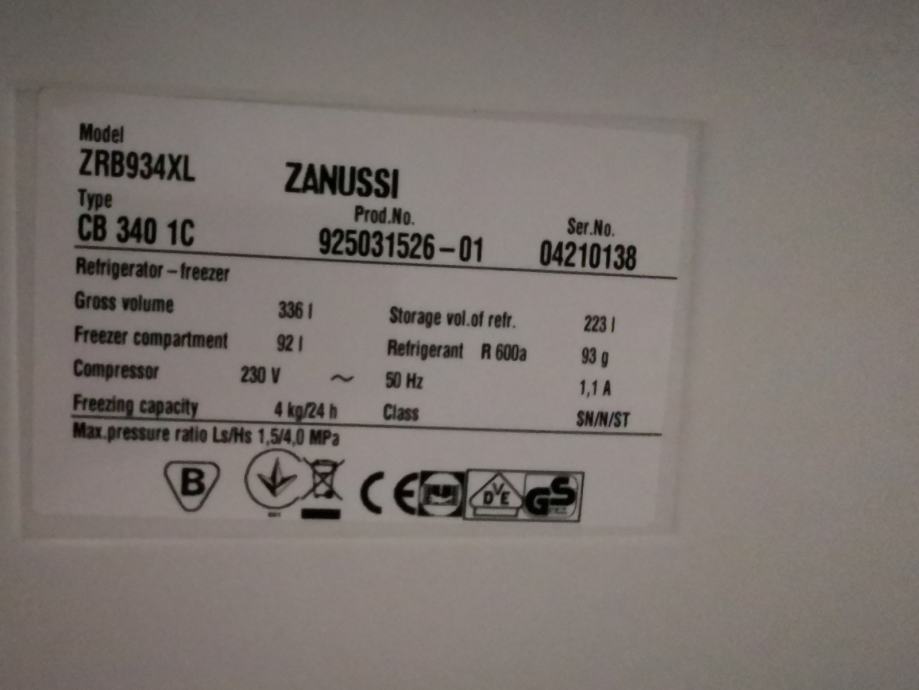 Model
ZRB934XL ZANUSSI
Type Prod.No. Ser.No.
CB 340 1C 925031526-01 04210138
Refrigerator-freezer
Gross volume 336 l Storage vol.of refr. 223 l
Freezer compartment 92 l Refrigerant R 600a 93 g
Compressor 230 V ~ 50 Hz 1,1 A
Freezing capacity 4 kg/24 h Class SN/N/ST
Max.pressure ratio Ls/Hs 1,5/4,0 MPa
B CE DVE GS